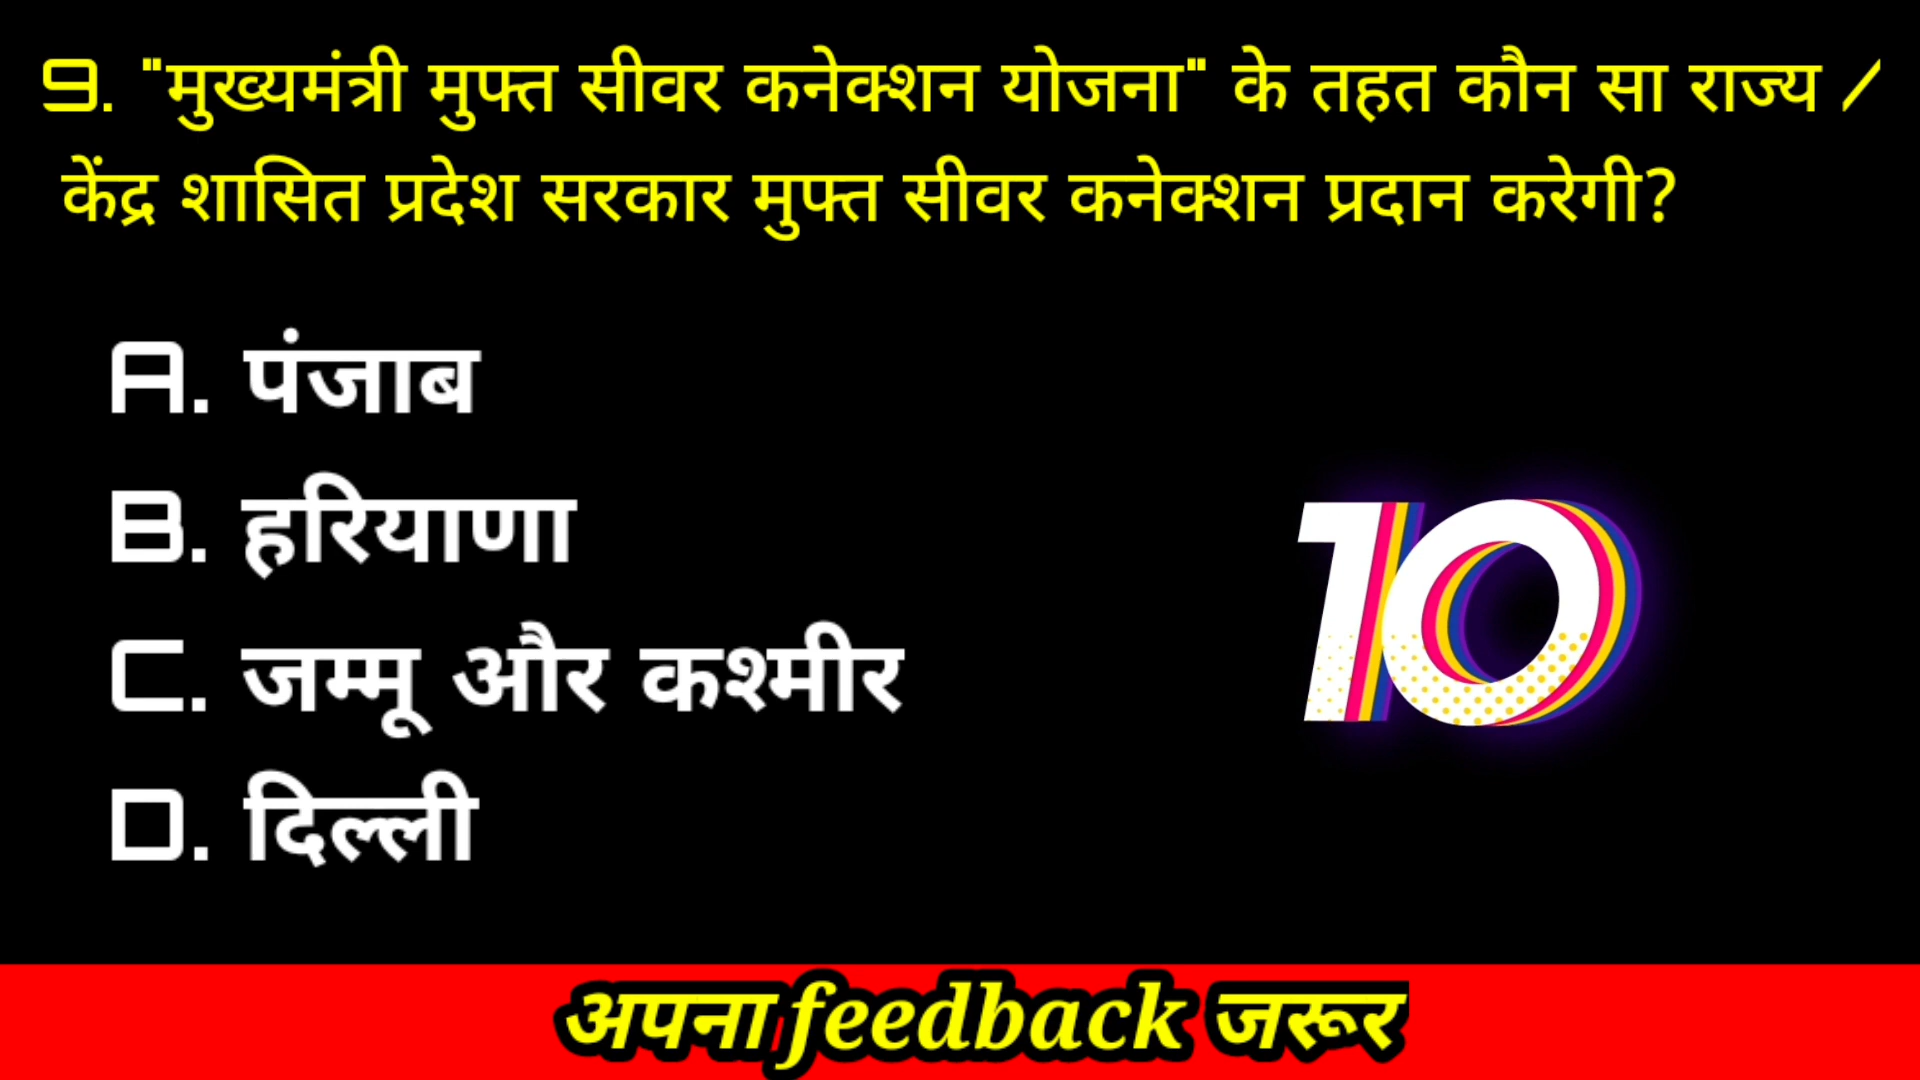 9. "मुख्यमंत्री मुफ्त सीवर कनेक्शन योजना" के तहत कौन सा राज्य /
केंद्र शासित प्रदेश सरकार मुफ्त सीवर कनेक्शन प्रदान करेगी?
A. पंजाब
B. हरियाणा
C. जम्मू और कश्मीर
D. दिल्ली
10
अपना feedback जरूर